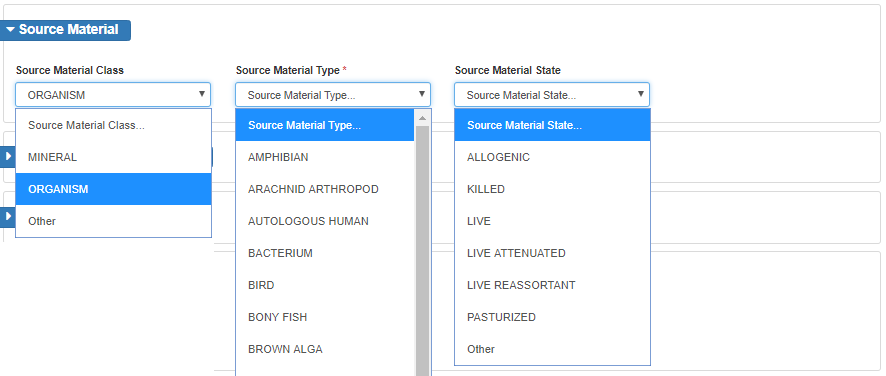 Source Material
Source Material Class
ORGANISM
Source Material Class...
MINERAL
ORGANISM
Other
Source Material Type *
Source Material Type...
Source Material Type...
AMPHIBIAN
ARACHNID ARTHROPOD
AUTOLOGOUS HUMAN
BACTERIUM
BIRD
BONY FISH
BROWN ALGA
Source Material State
Source Material State...
Source Material State...
ALLOGENIC
KILLED
LIVE
LIVE ATTENUATED
LIVE REASSORTANT
PASTURIZED
Other